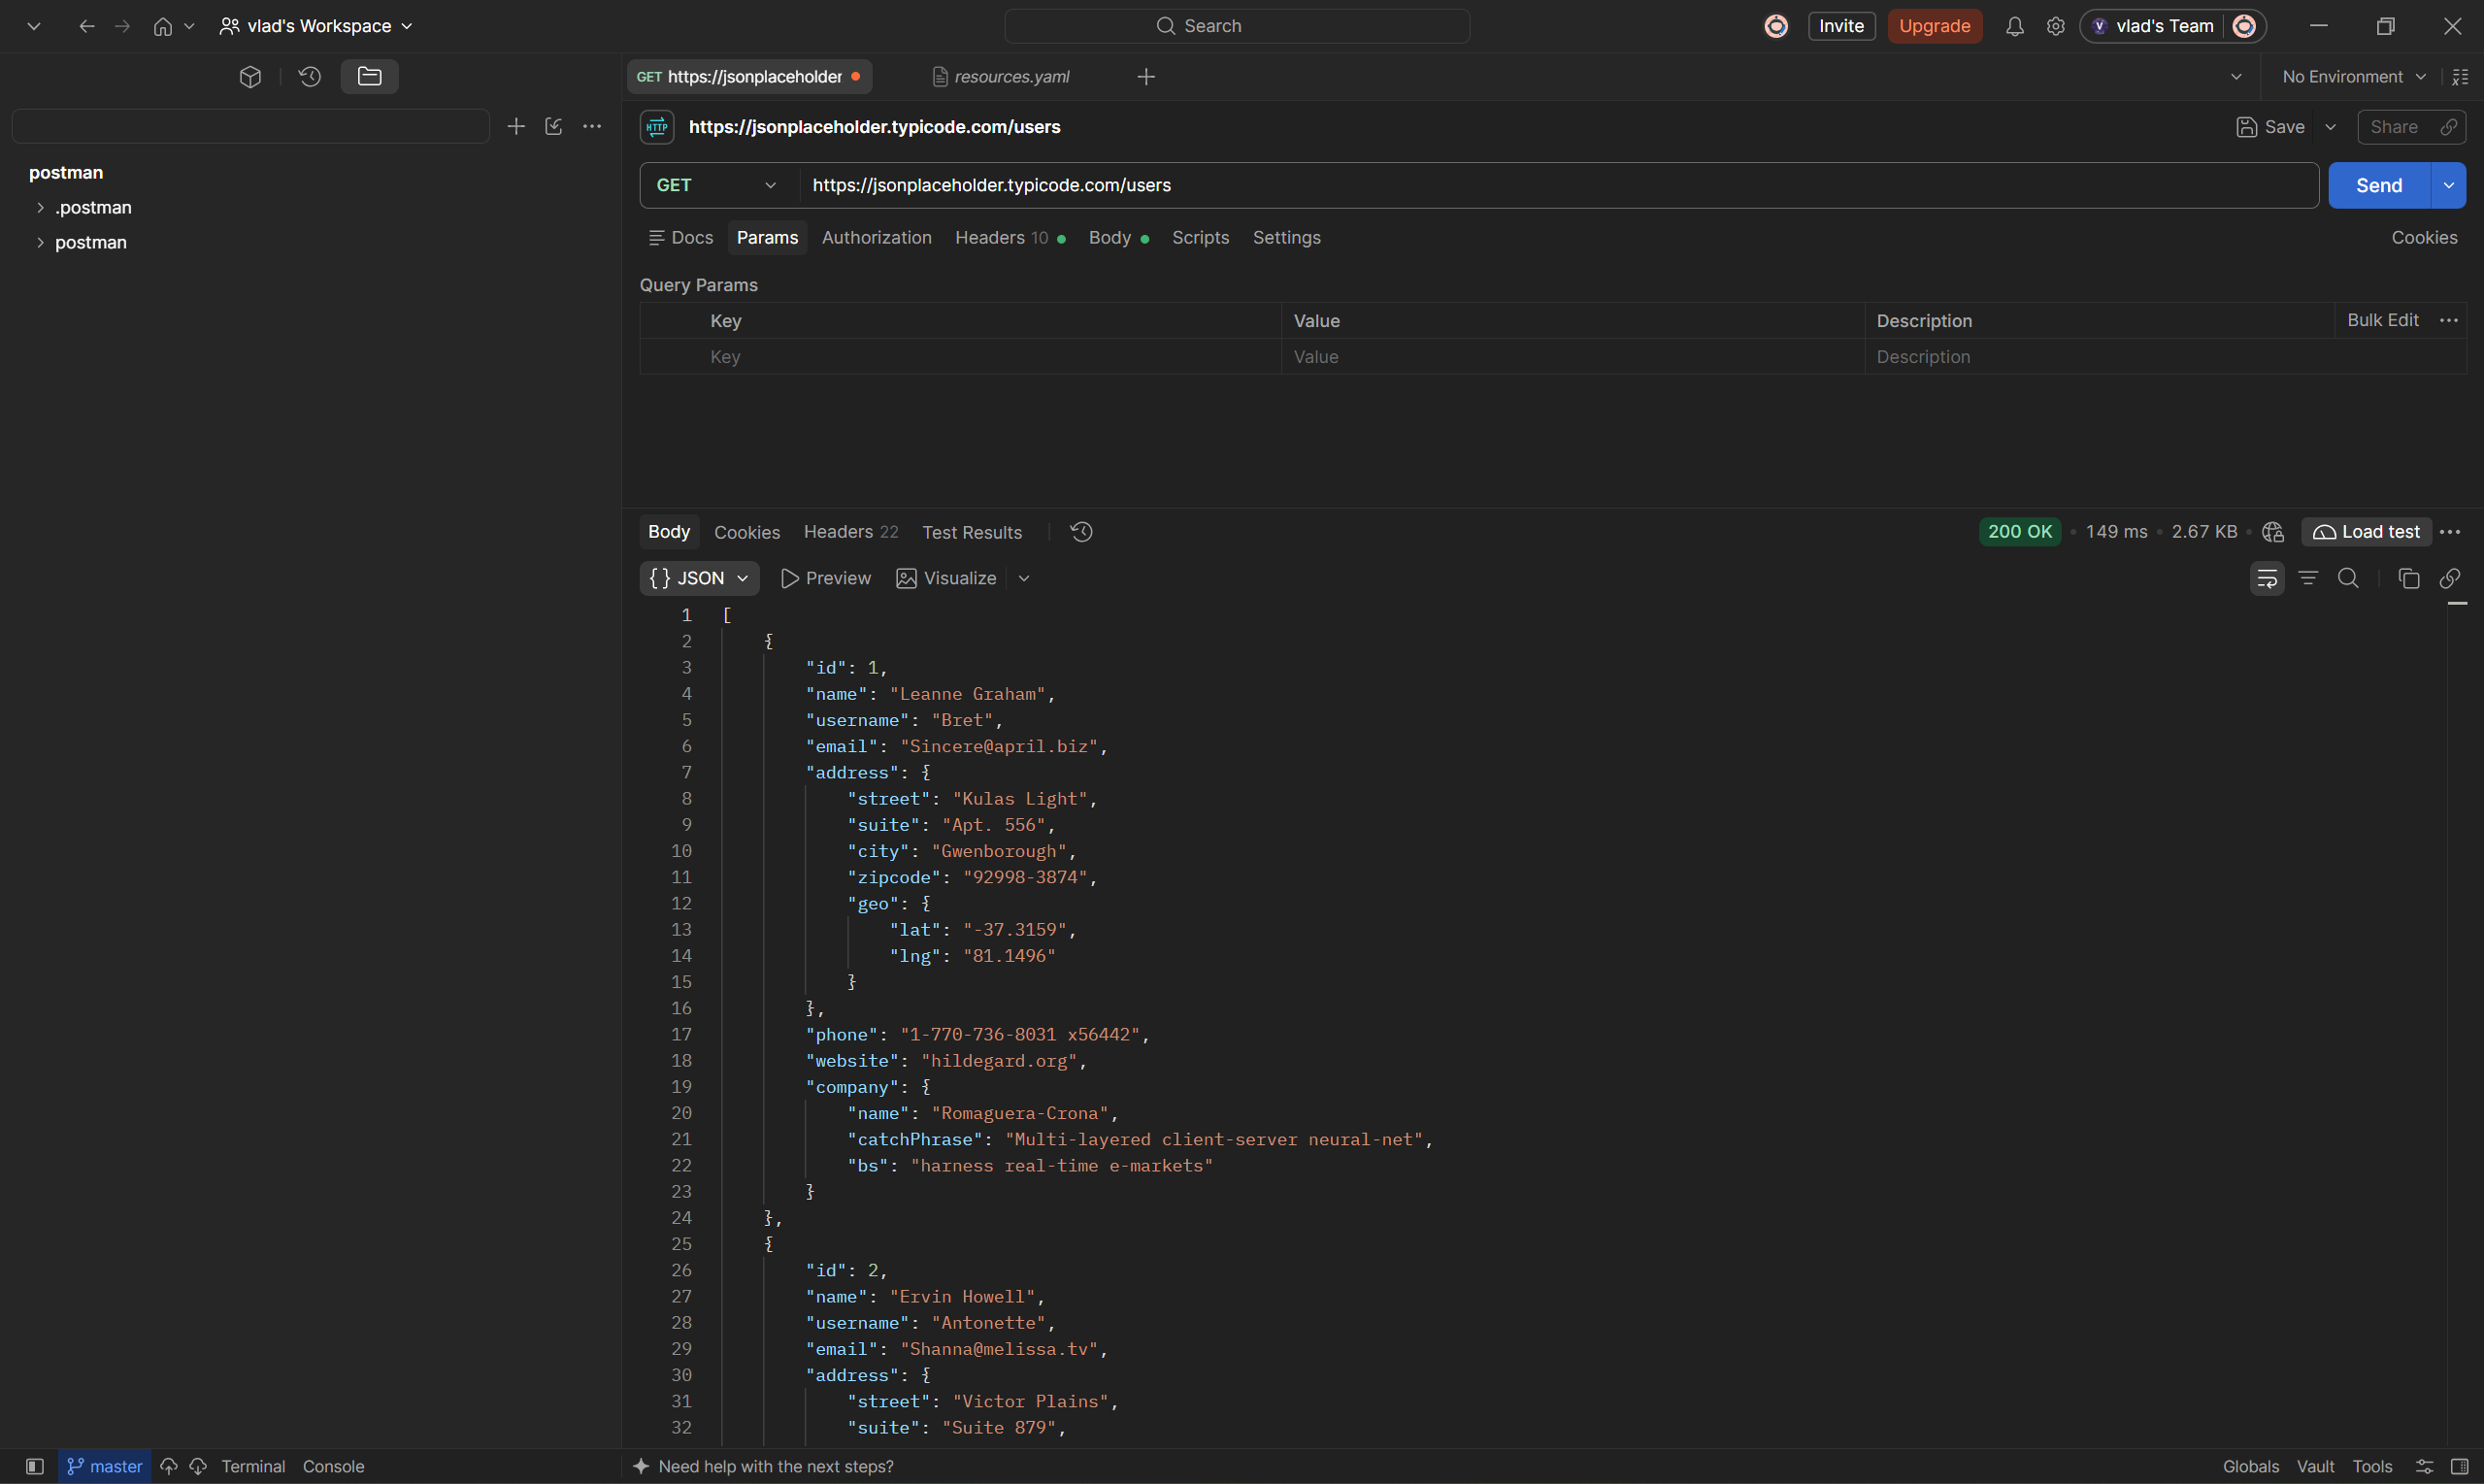 vlad's Workspace
Search
Invite
Upgrade
V
vlad's Team
GET https://jsonplaceholder
resources.yaml
No Environment
postman
.postman
postman
HTTP
https://jsonplaceholder.typicode.com/users
Save
Share
GET
https://jsonplaceholder.typicode.com/users
Send
Docs
Params
Authorization
Headers 10
Body
Scripts
Settings
Cookies
Query Params
Key
Value
Description
Bulk Edit
Key
Value
Description
Body
Cookies
Headers 22
Test Results
200 OK
149 ms
2.67 KB
Load test
{} JSON
Preview
Visualize
1 [
2 {
3 "id": 1,
4 "name": "Leanne Graham",
5 "username": "Bret",
6 "email": "Sincere@april.biz",
7 "address": {
8 "street": "Kulas Light",
9 "suite": "Apt. 556",
10 "city": "Gwenborough",
11 "zipcode": "92998-3874",
12 "geo": {
13 "lat": "-37.3159",
14 "lng": "81.1496"
15 }
16 },
17 "phone": "1-770-736-8031 x56442",
18 "website": "hildegard.org",
19 "company": {
20 "name": "Romaguera-Crona",
21 "catchPhrase": "Multi-layered client-server neural-net",
22 "bs": "harness real-time e-markets"
23 }
24 },
25 {
26 "id": 2,
27 "name": "Ervin Howell",
28 "username": "Antonette",
29 "email": "Shanna@melissa.tv",
30 "address": {
31 "street": "Victor Plains",
32 "suite": "Suite 879",
master
Terminal
Console
Need help with the next steps?
Globals
Vault
Tools